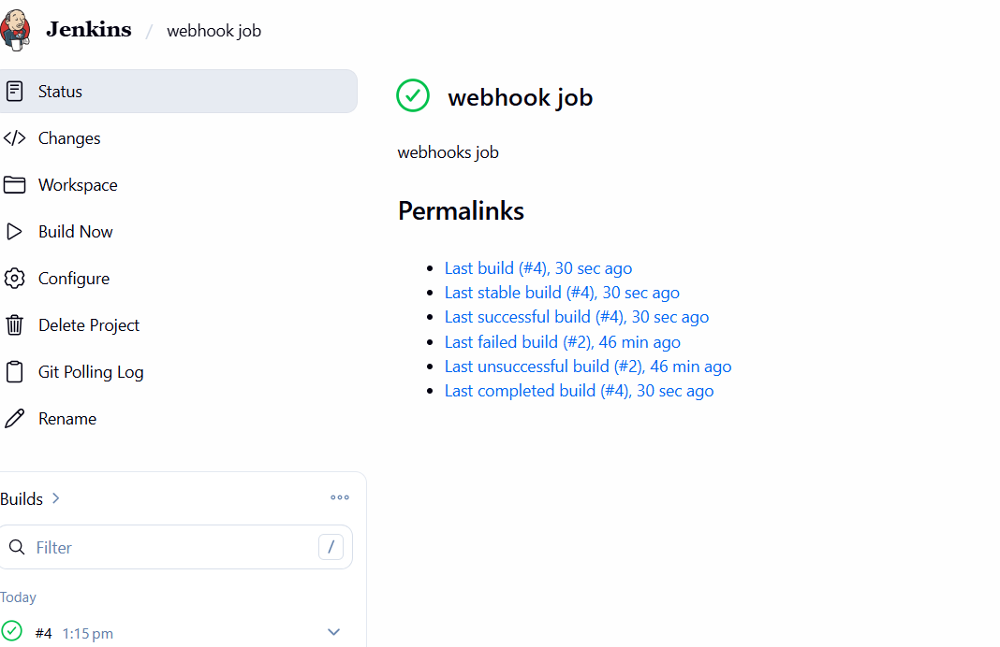 Jenkins / webhook job
Status
Changes
Workspace
Build Now
Configure
Delete Project
Git Polling Log
Rename
Builds
Filter /
Today
#4 1:15 pm
webhook job
webhooks job
Permalinks
Last build (#4), 30 sec ago
Last stable build (#4), 30 sec ago
Last successful build (#4), 30 sec ago
Last failed build (#2), 46 min ago
Last unsuccessful build (#2), 46 min ago
Last completed build (#4), 30 sec ago